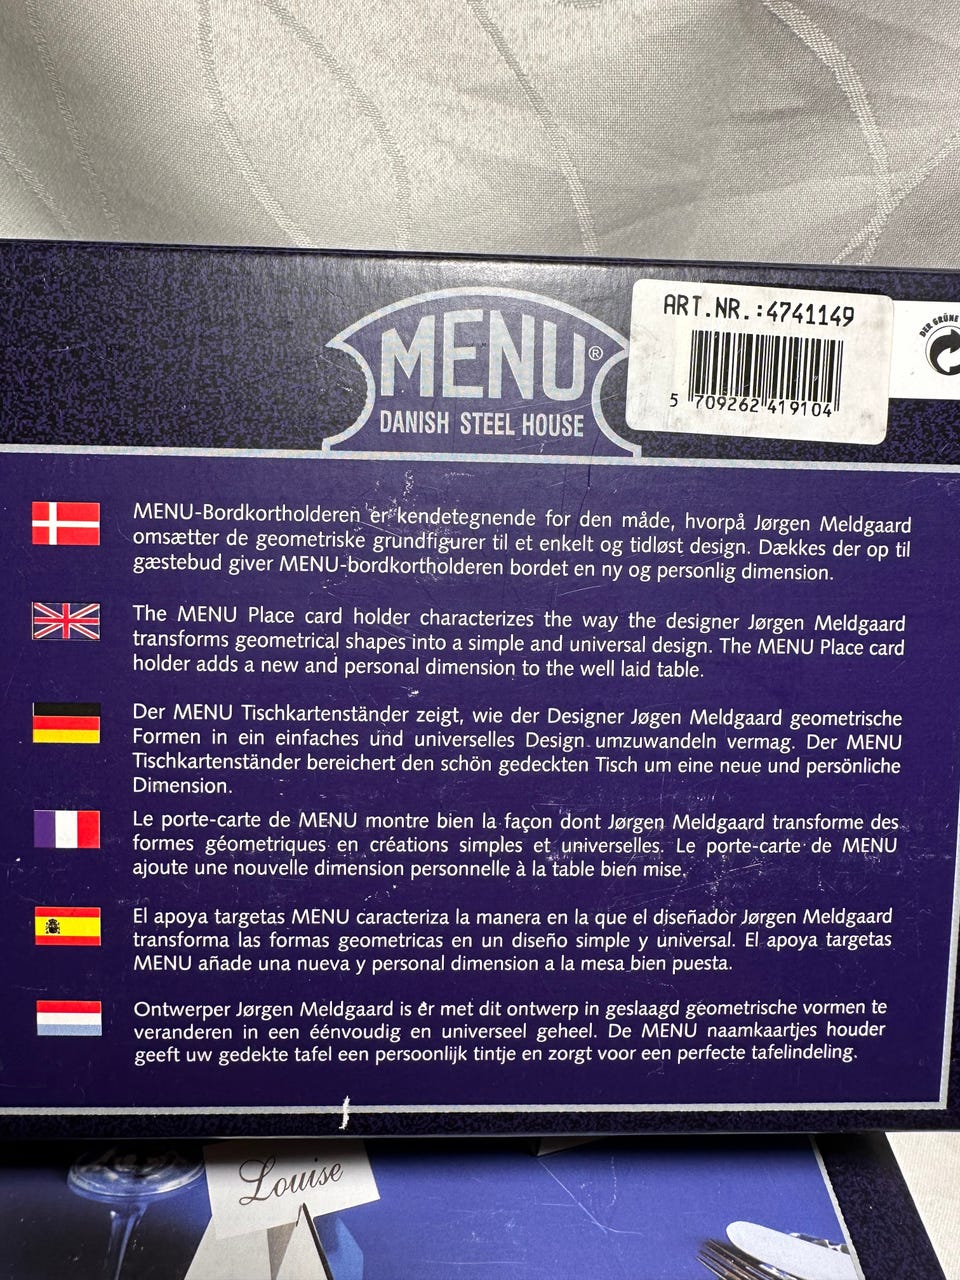 MENU®
DANISH STEEL HOUSE
ART.NR.:4741149
5 709262 419104
DER GRÜNE
MENU-Bordkortholderen er kendetegnende for den måde, hvorpå Jørgen Meldgaard
omsætter de geometriske grundfigurer til et enkelt og tidløst design. Dækkes der op til
gæstebud giver MENU-bordkortholderen bordet en ny og personlig dimension.
The MENU Place card holder characterizes the way the designer Jørgen Meldgaard
transforms geometrical shapes into a simple and universal design. The MENU Place card
holder adds a new and personal dimension to the well laid table.
Der MENU Tischkartenständer zeigt, wie der Designer Jøgen Meldgaard geometrische
Formen in ein einfaches und universelles Design umzuwandeln vermag. Der MENU
Tischkartenständer bereichert den schön gedeckten Tisch um eine neue und persönliche
Dimension.
Le porte-carte de MENU montre bien la façon dont Jørgen Meldgaard transforme des
formes géometriques en créations simples et universelles. Le porte-carte de MENU
ajoute une nouvelle dimension personnelle à la table bien mise.
El apoya targetas MENU caracteriza la manera en la que el diseñador Jørgen Meldgaard
transforma las formas geometricas en un diseño simple y universal. El apoya targetas
MENU añade una nueva y personal dimension a la mesa bien puesta.
Ontwerper Jørgen Meldgaard is er met dit ontwerp in geslaagd geometrische vormen te
veranderen in een éénvoudig en universeel geheel. De MENU naamkaartjes houder
geeft uw gedekte tafel een persoonlijk tintje en zorgt voor een perfecte tafelindeling.
Louise